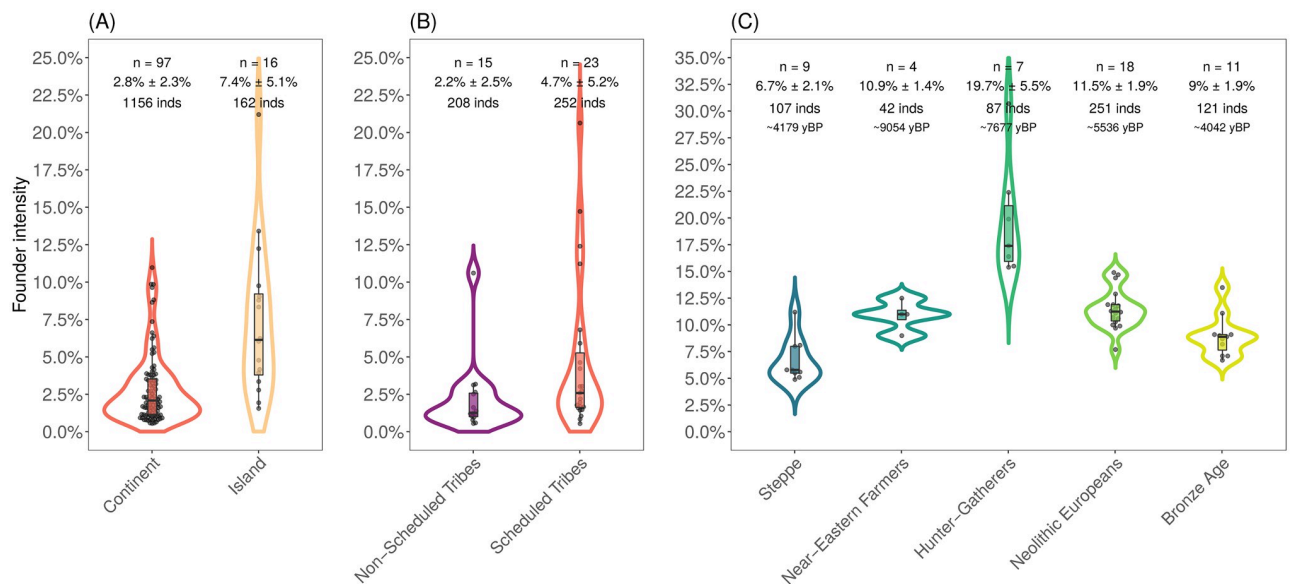 (A)
Founder intensity
25.0%
22.5%
20.0%
17.5%
15.0%
12.5%
10.0%
7.5%
5.0%
2.5%
0.0%
n = 97
2.8% ± 2.3%
1156 inds
n = 16
7.4% ± 5.1%
162 inds
Continent
Island
(B)
25.0%
22.5%
20.0%
17.5%
15.0%
12.5%
10.0%
7.5%
5.0%
2.5%
0.0%
n = 15
2.2% ± 2.5%
208 inds
n = 23
4.7% ± 5.2%
252 inds
Non−Scheduled Tribes
Scheduled Tribes
(C)
35.0%
32.5%
30.0%
27.5%
25.0%
22.5%
20.0%
17.5%
15.0%
12.5%
10.0%
7.5%
5.0%
2.5%
0.0%
n = 9
6.7% ± 2.1%
107 inds
~4179 yBP
n = 4
10.9% ± 1.4%
42 inds
~9054 yBP
n = 7
19.7% ± 5.5%
87 inds
~7677 yBP
n = 18
11.5% ± 1.9%
251 inds
~5536 yBP
n = 11
9% ± 1.9%
121 inds
~4042 yBP
Steppe
Near−Eastern Farmers
Hunter−Gatherers
Neolithic Europeans
Bronze Age